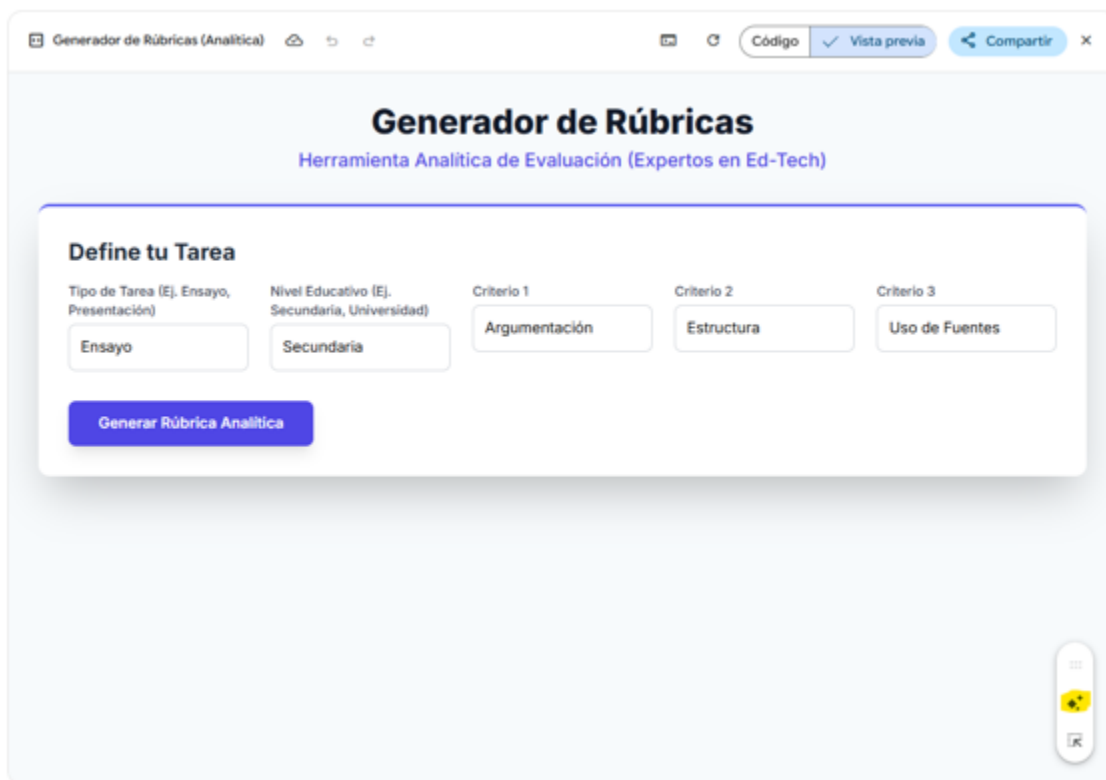 Generador de Rúbricas (Analítica)
Código
Vista previa
Compartir
Generador de Rúbricas
Herramienta Analítica de Evaluación (Expertos en Ed-Tech)
Define tu Tarea
Tipo de Tarea (Ej. Ensayo,
Presentación)
Ensayo
Nivel Educativo (Ej.
Secundaria, Universidad)
Secundaria
Criterio 1
Argumentación
Criterio 2
Estructura
Criterio 3
Uso de Fuentes
Generar Rúbrica Analítica